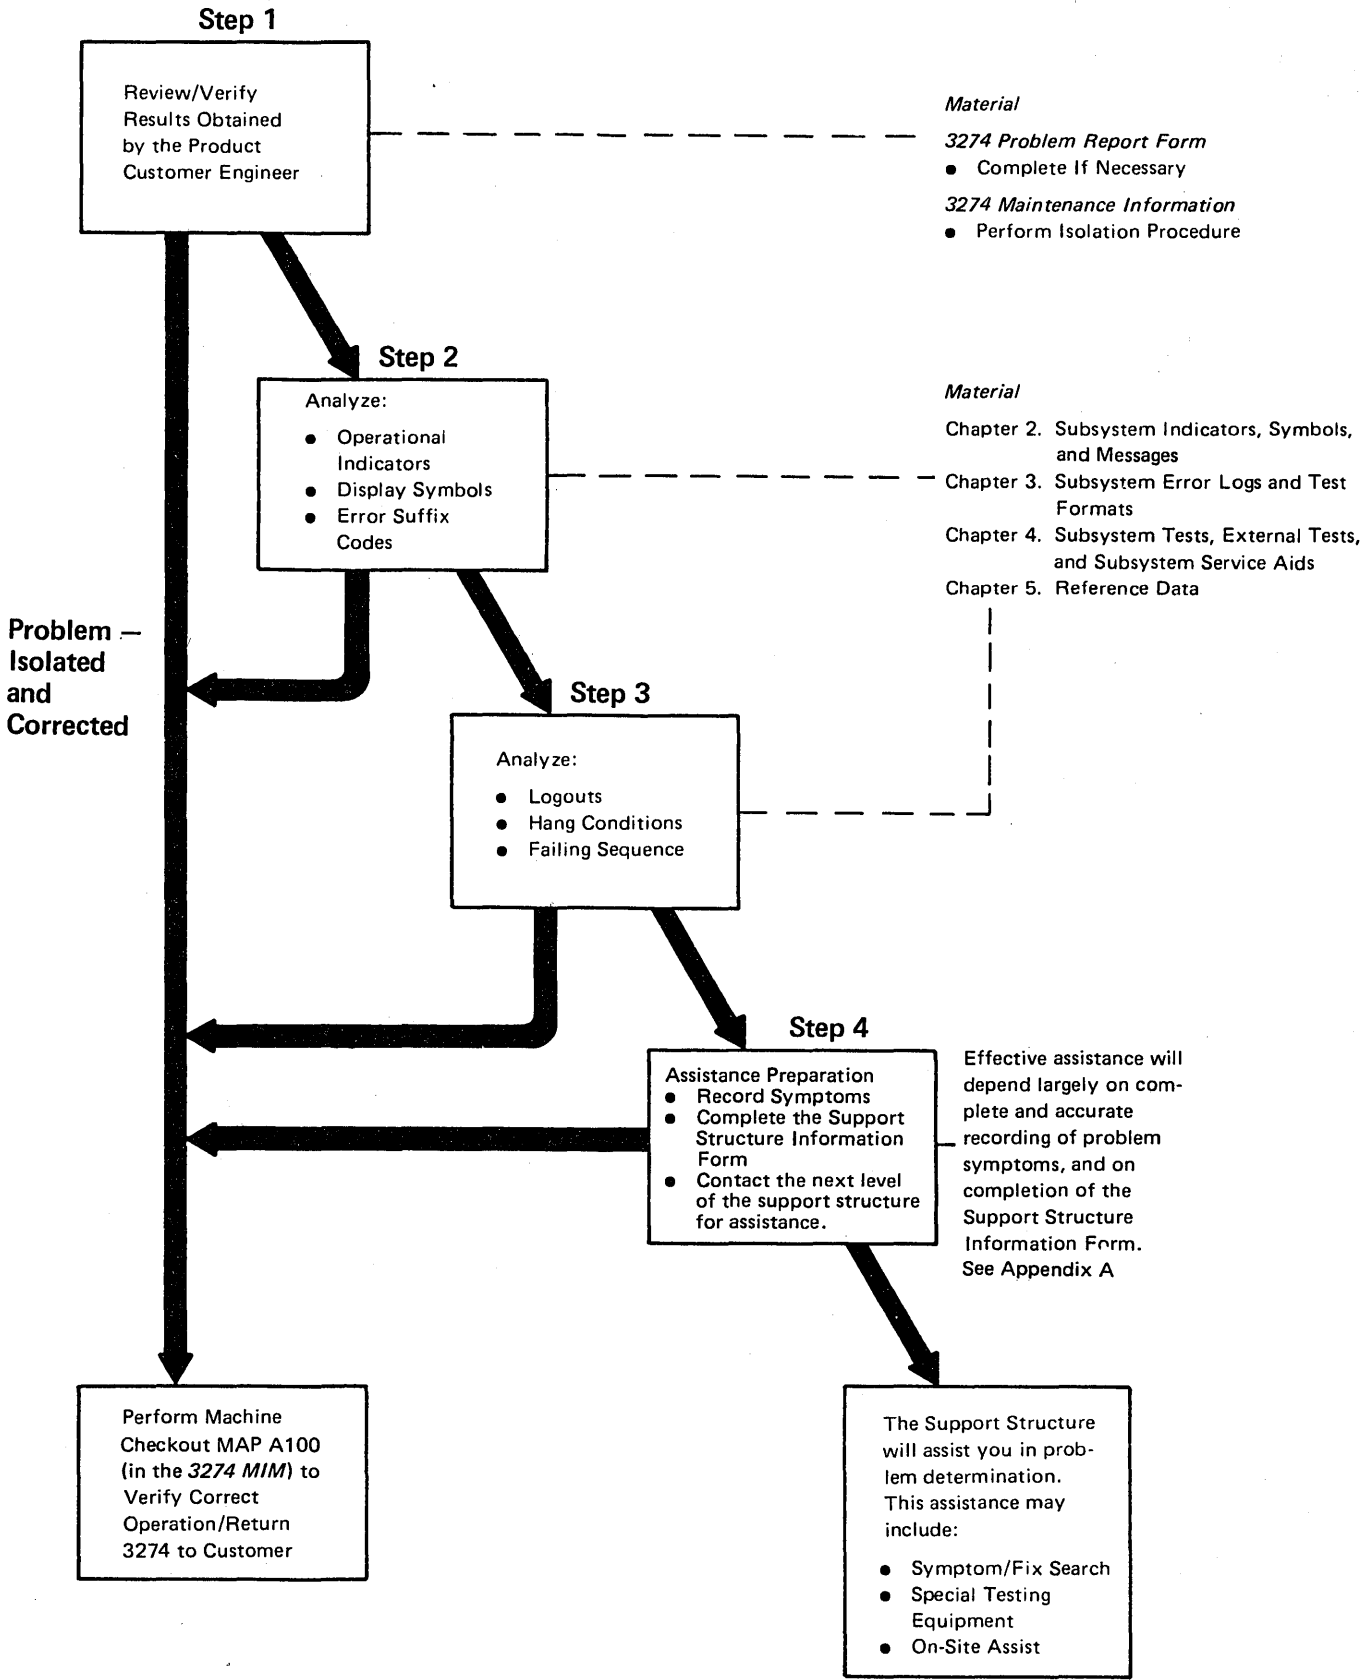 Step 1
Review/Verify
Results Obtained
by the Product
Customer Engineer
Material
3274 Problem Report Form
● Complete If Necessary
3274 Maintenance Information
● Perform Isolation Procedure
Step 2
Analyze:
● Operational
Indicators
● Display Symbols
● Error Suffix
Codes
Material
Chapter 2. Subsystem Indicators, Symbols,
and Messages
Chapter 3. Subsystem Error Logs and Test
Formats
Chapter 4. Subsystem Tests, External Tests,
and Subsystem Service Aids
Chapter 5. Reference Data
Problem —
Isolated
and
Corrected
Step 3
Analyze:
● Logouts
● Hang Conditions
● Failing Sequence
Step 4
Assistance Preparation
● Record Symptoms
● Complete the Support
Structure Information
Form
● Contact the next level
of the support structure
for assistance.
Effective assistance will
depend largely on com-
plete and accurate
recording of problem
symptoms, and on
completion of the
Support Structure
Information Form.
See Appendix A
Perform Machine
Checkout MAP A100
(in the 3274 MIM) to
Verify Correct
Operation/Return
3274 to Customer
The Support Structure
will assist you in prob-
lem determination.
This assistance may
include:
● Symptom/Fix Search
● Special Testing
Equipment
● On-Site Assist